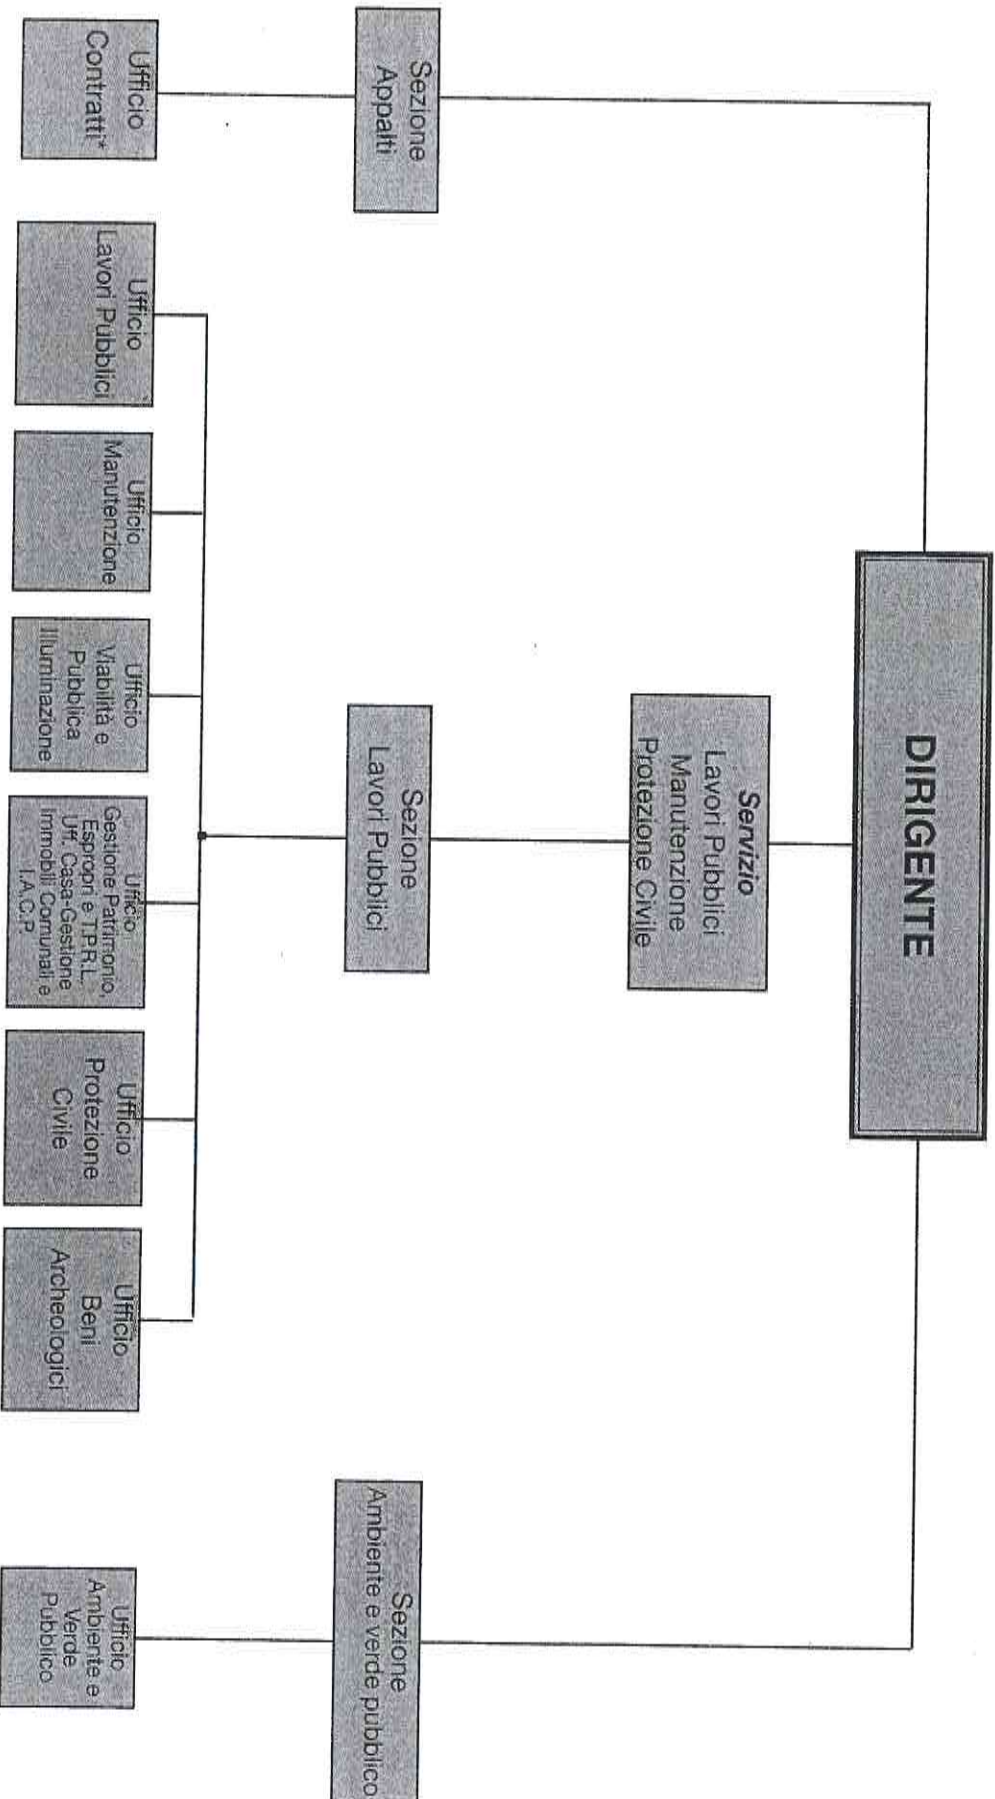 DIRIGENTE
Servizio
Lavori Pubblici
Manutenzione
Protezione Civile
Sezione
Appalti
Sezione
Lavori Pubblici
Sezione
Ambiente e verde pubblico
Ufficio
Contratti*
Ufficio
Lavori Pubblici
Ufficio
Manutenzione
Ufficio
Viabilità e
Pubblica
Illuminazione
Ufficio
Gestione Patrimonio,
Espropri e T.P.R.L.
Uff. Casa-Gestione
Immobili Comunali e
I.A.C.P.
Ufficio
Protezione
Civile
Ufficio
Beni
Archeologici
Ufficio
Ambiente e
Verde
Pubblico